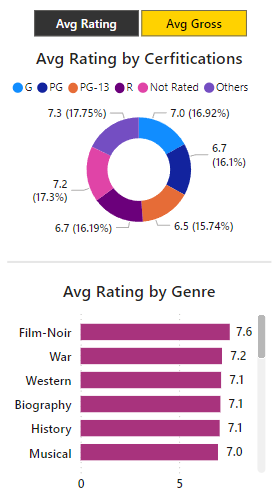 Avg Rating Avg Gross
Avg Rating by Cerfitications
G PG PG-13 R Not Rated Others
7.3 (17.75%) 7.0 (16.92%)
6.7
(16.1%)
7.2
(17.3%)
6.7 (16.19%) 6.5 (15.74%)
Avg Rating by Genre
Film-Noir 7.6
War 7.2
Western 7.1
Biography 7.1
History 7.1
Musical 7.0
0 5